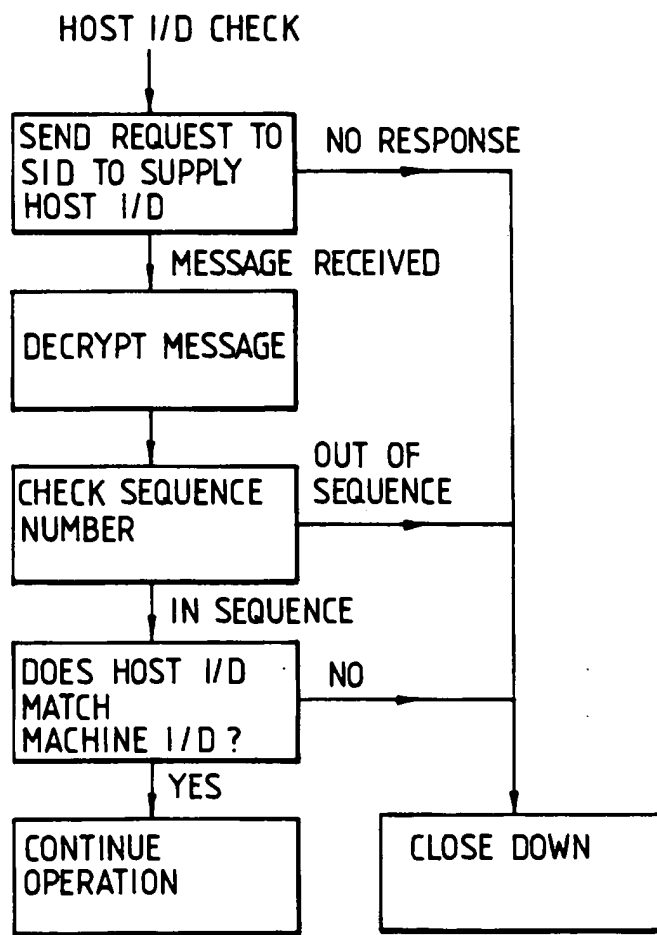 HOST I/D CHECK
SEND REQUEST TO
SID TO SUPPLY
HOST I/D
NO RESPONSE
MESSAGE RECEIVED
DECRYPT MESSAGE
CHECK SEQUENCE
NUMBER
OUT OF
SEQUENCE
IN SEQUENCE
DOES HOST I/D
MATCH
MACHINE I/D ?
NO
YES
CONTINUE
OPERATION
CLOSE DOWN